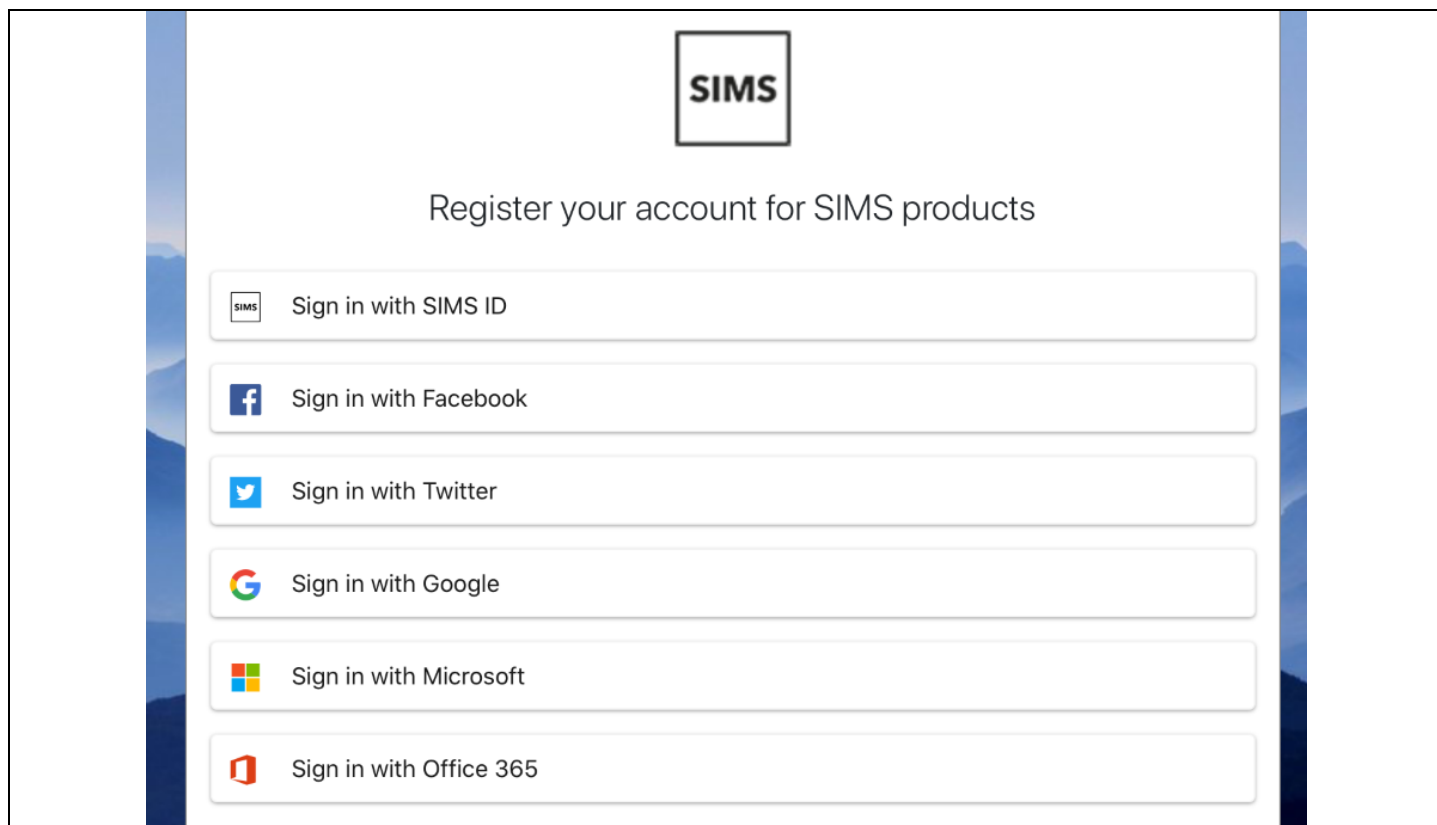 SIMS
Register your account for SIMS products
SIMS Sign in with SIMS ID
Sign in with Facebook
Sign in with Twitter
Sign in with Google
Sign in with Microsoft
Sign in with Office 365